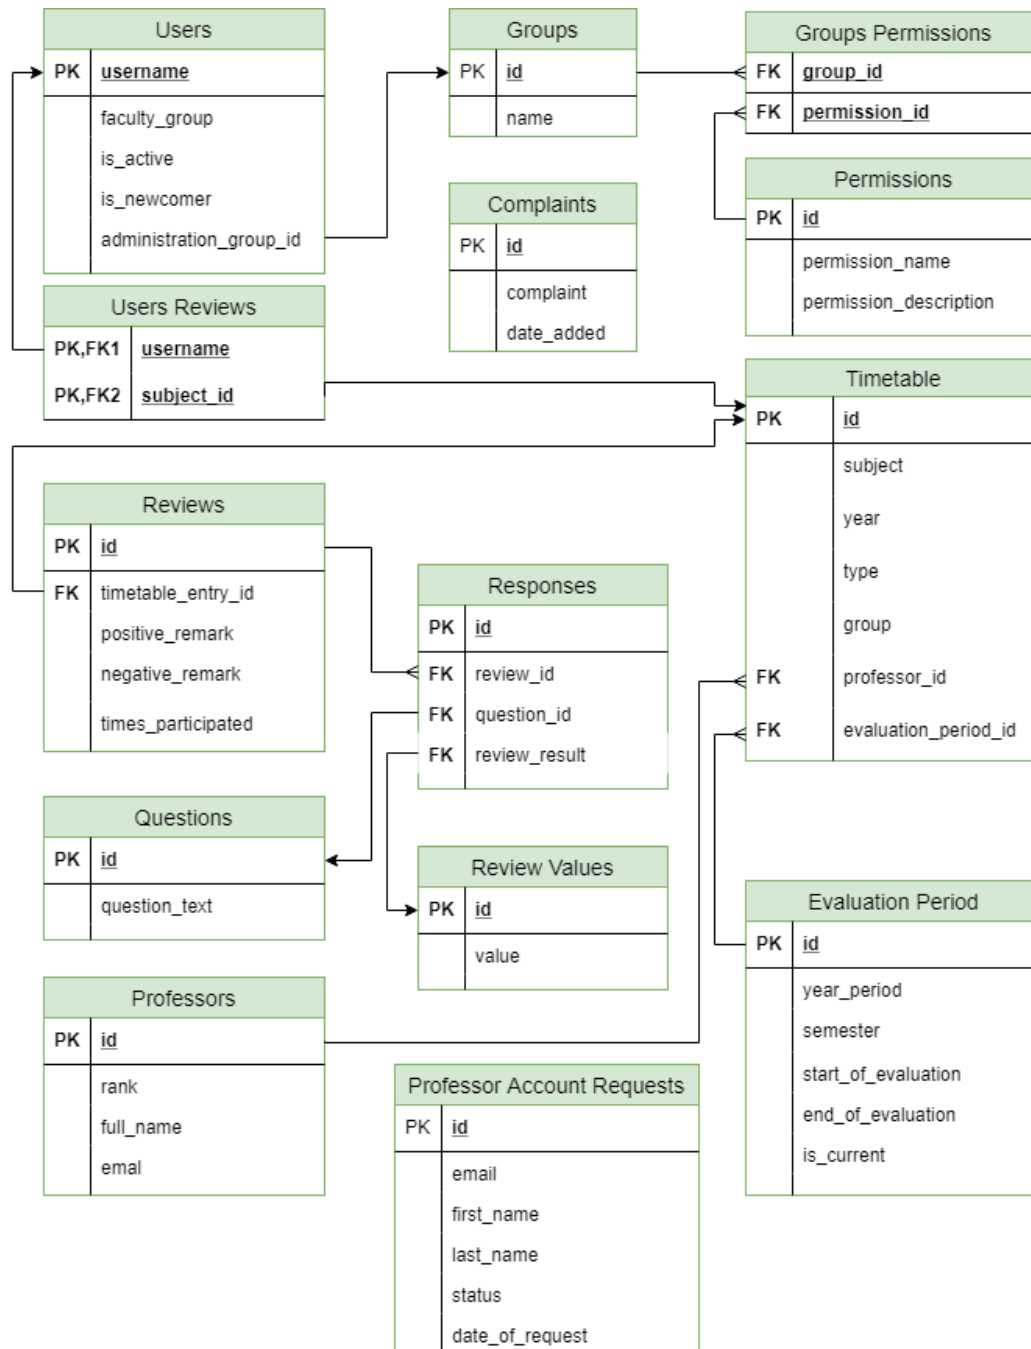 Users
PK username
faculty_group
is_active
is_newcomer
administration_group_id
Groups
PK id
name
Groups Permissions
FK group_id
FK permission_id
Permissions
PK id
permission_name
permission_description
Complaints
PK id
complaint
date_added
Users Reviews
PK,FK1 username
PK,FK2 subject_id
Timetable
PK id
subject
year
type
group
FK professor_id
FK evaluation_period_id
Reviews
PK id
FK timetable_entry_id
positive_remark
negative_remark
times_participated
Responses
PK id
FK review_id
FK question_id
FK review_result
Questions
PK id
question_text
Review Values
PK id
value
Evaluation Period
PK id
year_period
semester
start_of_evaluation
end_of_evaluation
is_current
Professors
PK id
rank
full_name
emal
Professor Account Requests
PK id
email
first_name
last_name
status
date_of_request